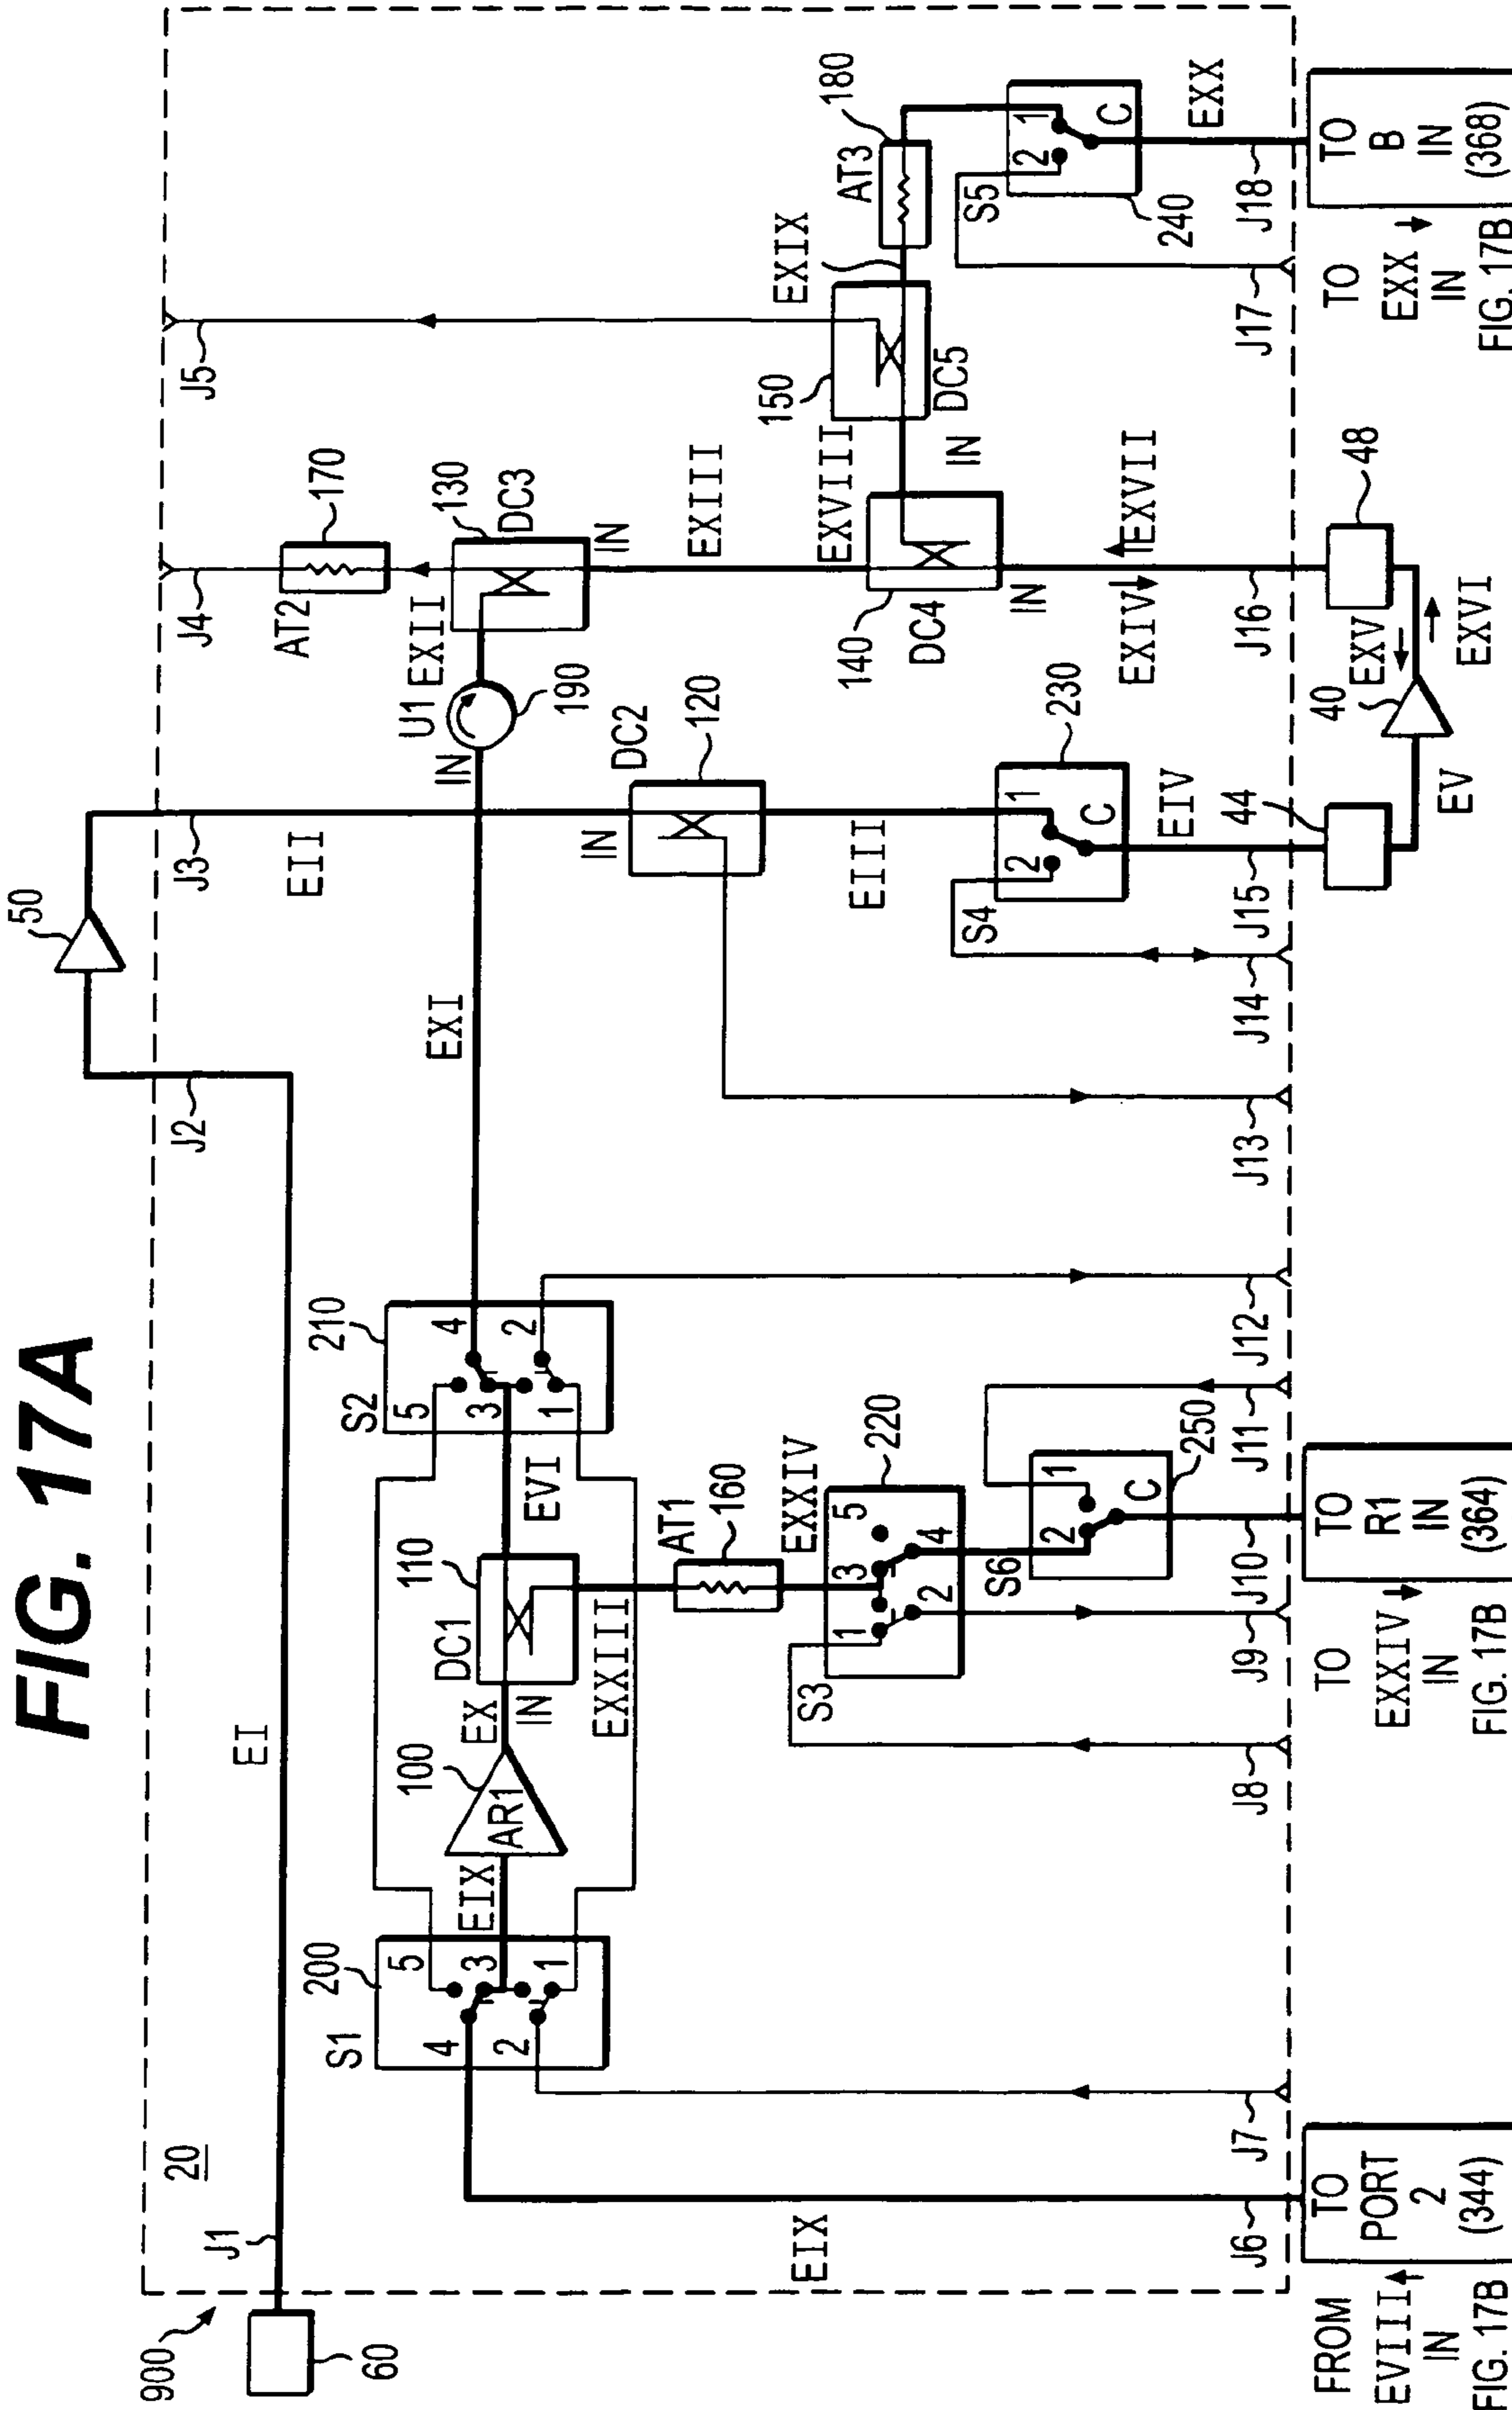 FIG. 17A
900
60
J1
20
EI
J2
50
J3
EII
J4
J5
S1
200
4
5
3
2
1
EIX
AR1
100
EX
IN
DC1
110
EVI
EXXIII
S2
210
5
4
3
2
1
EXI
IN
U1
190
EXII
AT2
170
130
DC3
IN
EXIII
AT1
160
EXXIV
S3
220
1
3
5
2
4
S6
2
1
C
250
DC2
120
IN
EIII
S4
230
2
1
C
EIV
EXVIII
140
DC4
IN
150
DC5
IN
EXIX
AT3
180
S5
2
1
C
240
EXX
EXIV
EXVII
EIX
J6
J7
J8
J9
J10
J11
J12
J13
J14
J15
J16
J17
J18
44
48
40
EV
EXV
EXVI
FROM
EVIII
IN
FIG. 17B
TO
PORT
2
(344)
TO
EXXIV
IN
FIG. 17B
TO
R1
IN
(364)
TO
EXX
IN
FIG. 17B
TO
B
IN
(368)